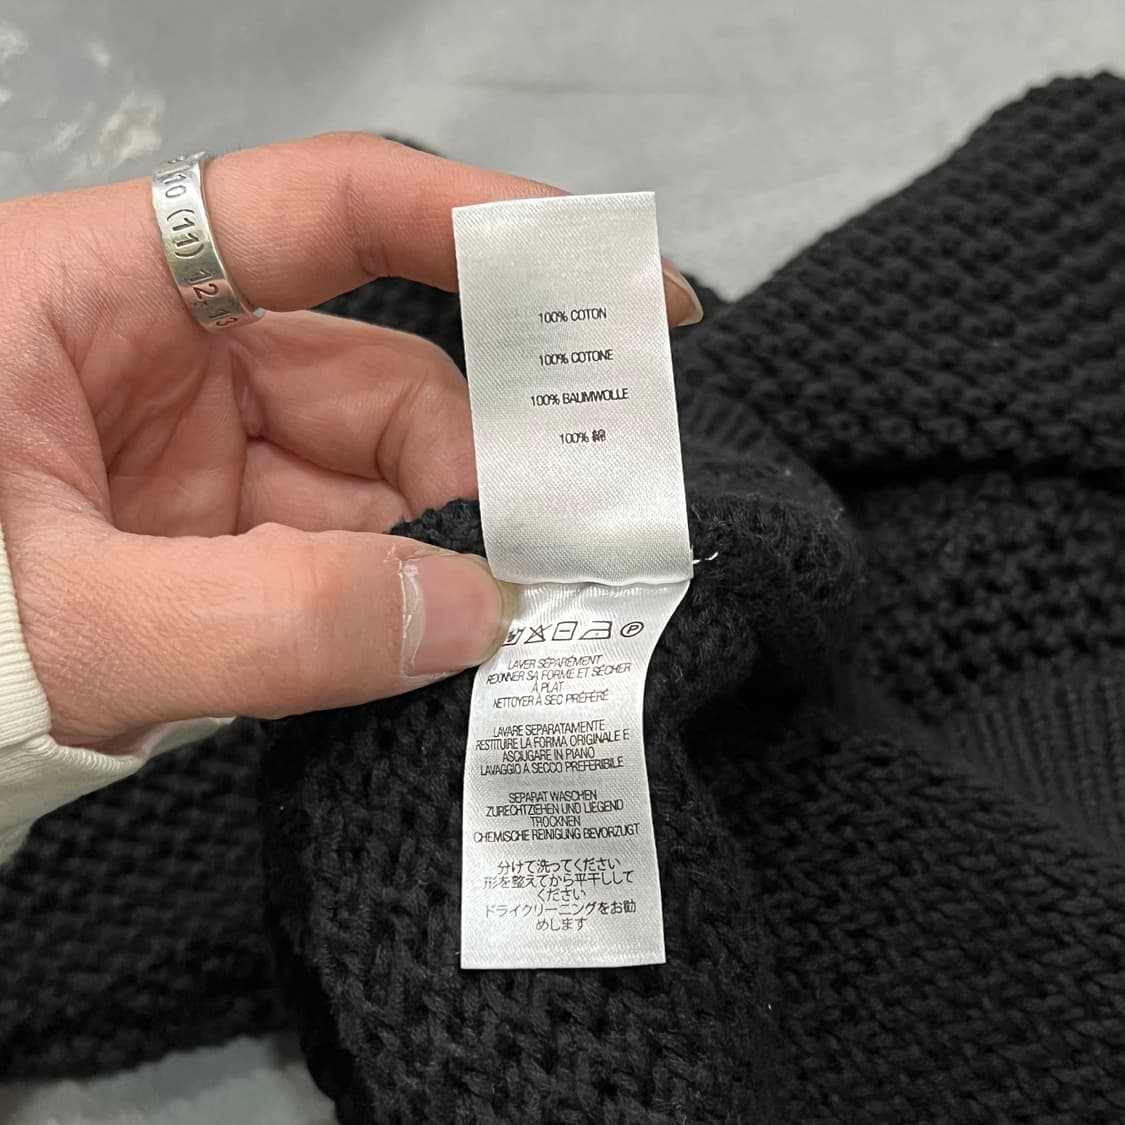 10 (11) 12, 13
100% COTON
100% COTONE
100% BAUMWOLLE
100% 綿
P
LAVER SÉPARÉMENT
REDONNER SA FORME ET SÉCHER
À PLAT
NETTOYER À SEC PRÉFÉRÉ
LAVARE SEPARATAMENTE
RESTITUIRE LA FORMA ORIGINALE E
ASCIUGARE IN PIANO
LAVAGGIO A SECCO PREFERIBILE
SEPARAT WASCHEN
ZURECHTZIEHEN UND LIEGEND
TROCKNEN
CHEMISCHE REINIGUNG BEVORZUGT
分けて洗ってください
形を整えてから平干しして
ください
ドライクリーニングをお勧
めします